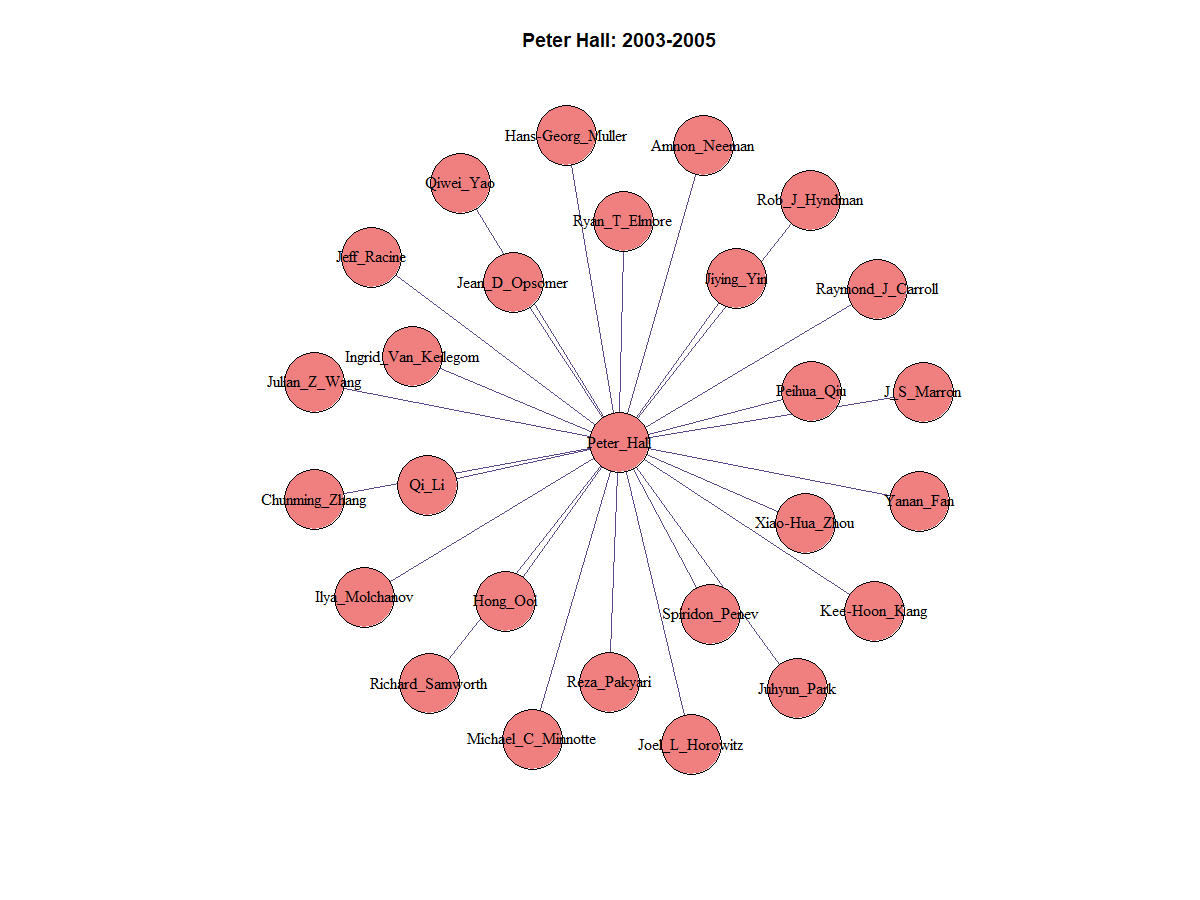 Peter Hall: 2003-2005
Hans-Georg_Muller
Amnon_Neeman
Qiwei_Yao
Rob_J_Hyndman
Ryan_T_Elmore
Jeff_Racine
Jean_D_Opsomer
Jiying_Yin
Raymond_J_Carroll
Ingrid_Van_Keilegom
Julian_Z_Wang
Peihua_Qiu
J_S_Marron
Peter_Hall
Chunming_Zhang
Qi_Li
Yanan_Fan
Xiao-Hua_Zhou
Ilya_Molchanov
Hong_Ooi
Spiridon_Penev
Kee-Hoon_Kang
Richard_Samworth
Reza_Pakyari
Juhyun_Park
Michael_C_Minnotte
Joel_L_Horowitz